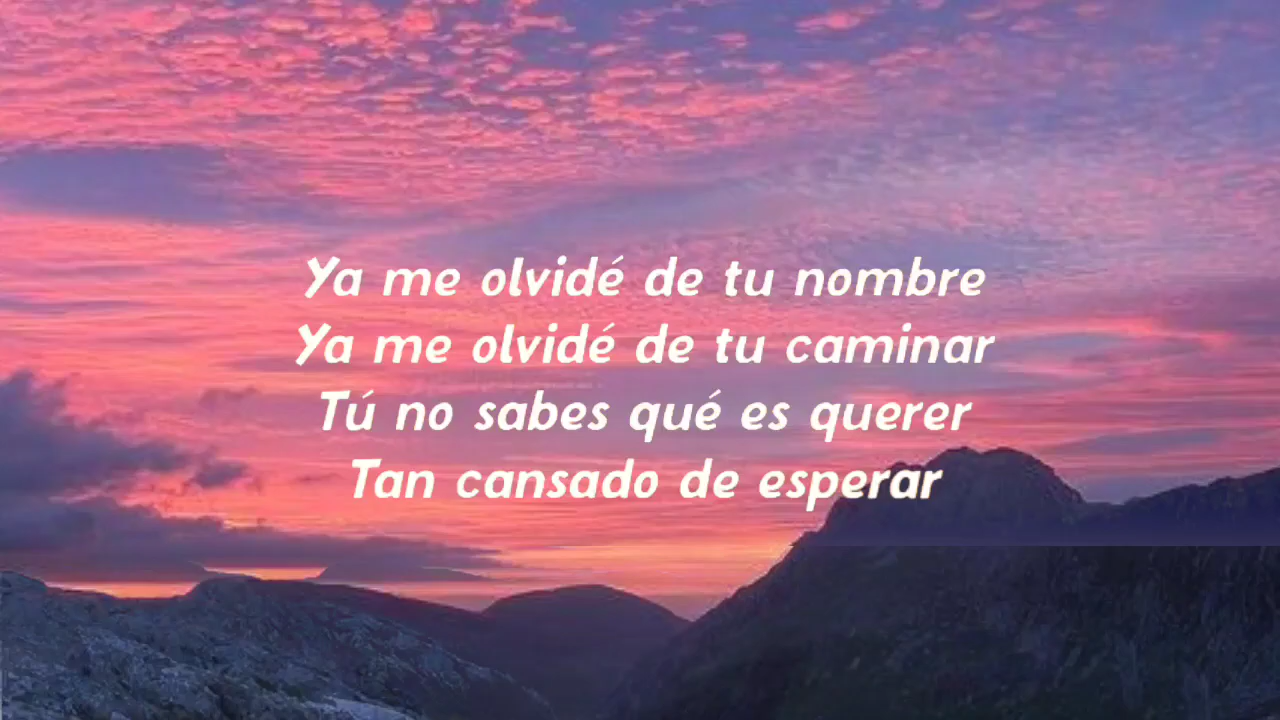 Ya me olvidé de tu nombre
Ya me olvidé de tu caminar
Tú no sabes qué es querer
Tan cansado de esperar